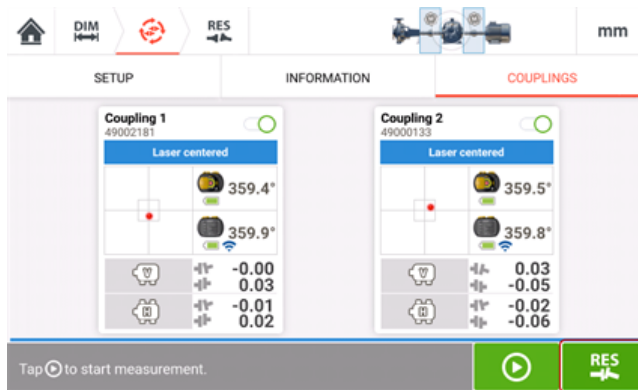 DIM
RES
mm
SETUP
INFORMATION
COUPLINGS
Coupling 1
49002181
Laser centered
359.4°
359.9°
V
-0.00
0.03
H
-0.01
0.02
Coupling 2
49000133
Laser centered
359.5°
359.8°
V
0.03
-0.05
H
-0.02
-0.06
Tap to start measurement.
RES